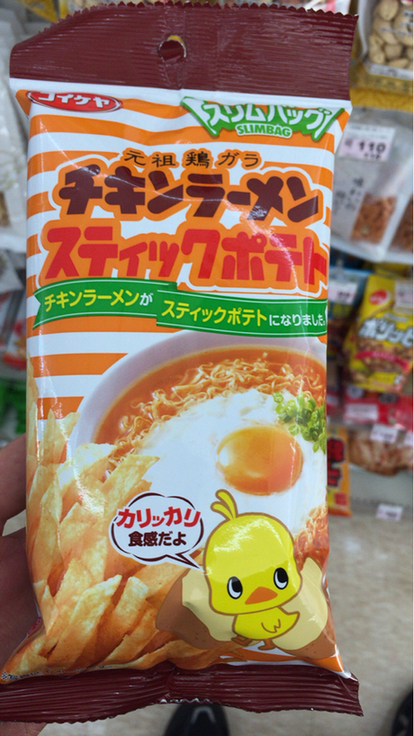 コイケヤ
スリムバッグ
SLIMBAG
元祖鶏ガラ
チキンラーメン
スティックポテト
チキンラーメンが スティックポテトになりました。
カリッカリ
食感だよ
110